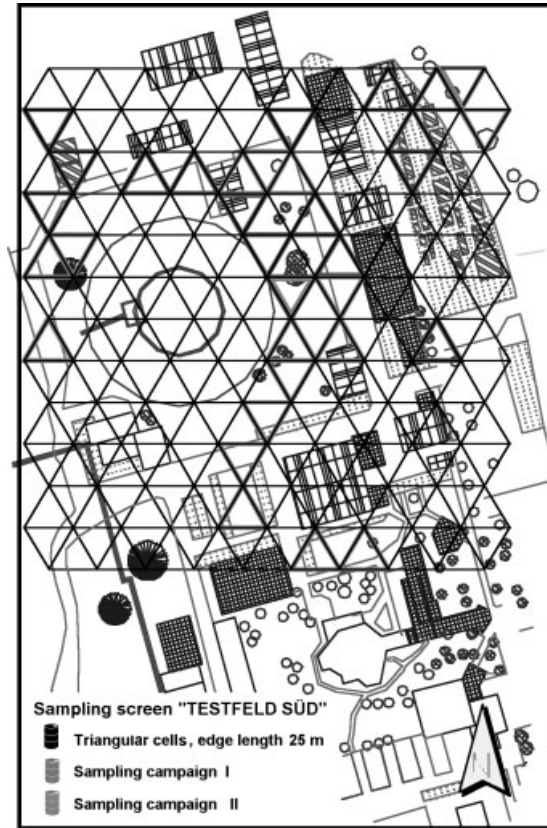 Sampling screen "TESTFELD SÜD"
Triangular cells, edge length 25 m
Sampling campaign I
Sampling campaign II